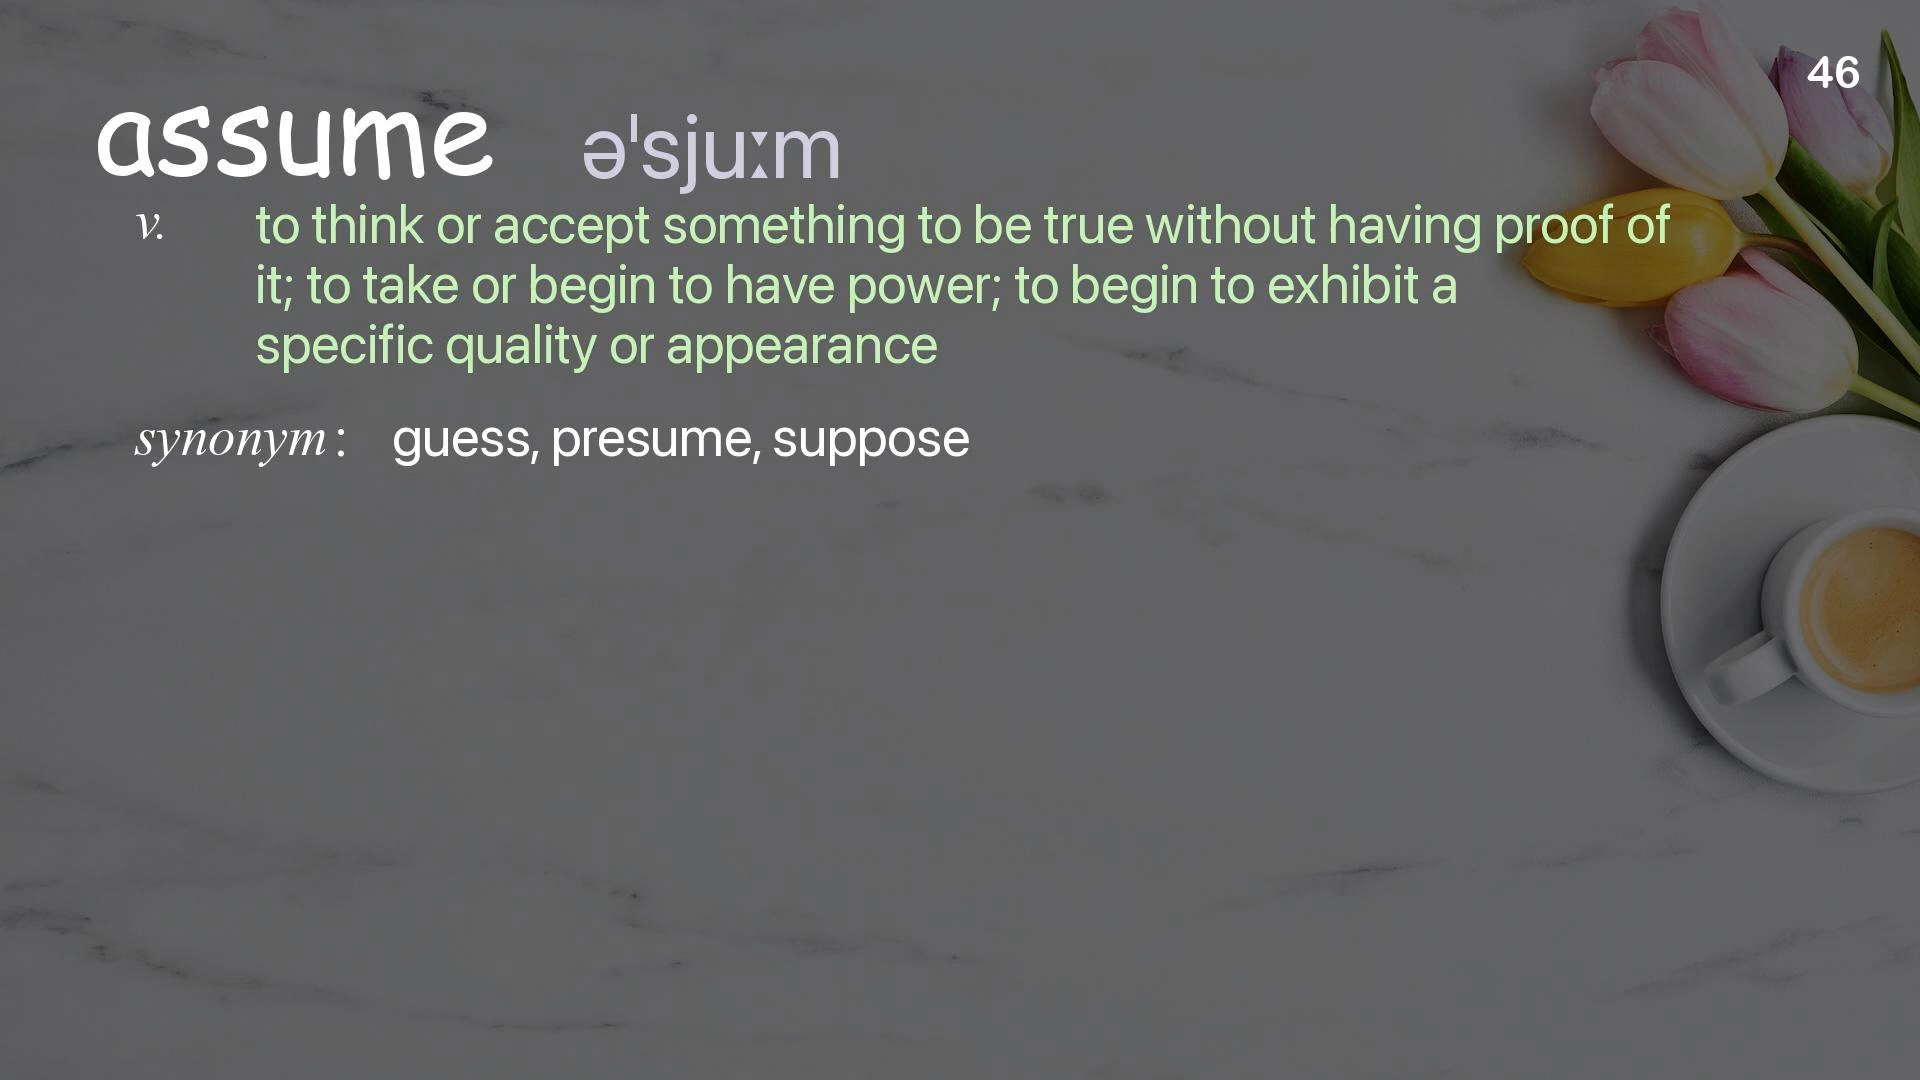 46
assume əˈsjuːm
v. to think or accept something to be true without having proof of
it; to take or begin to have power; to begin to exhibit a
specific quality or appearance
synonym : guess, presume, suppose